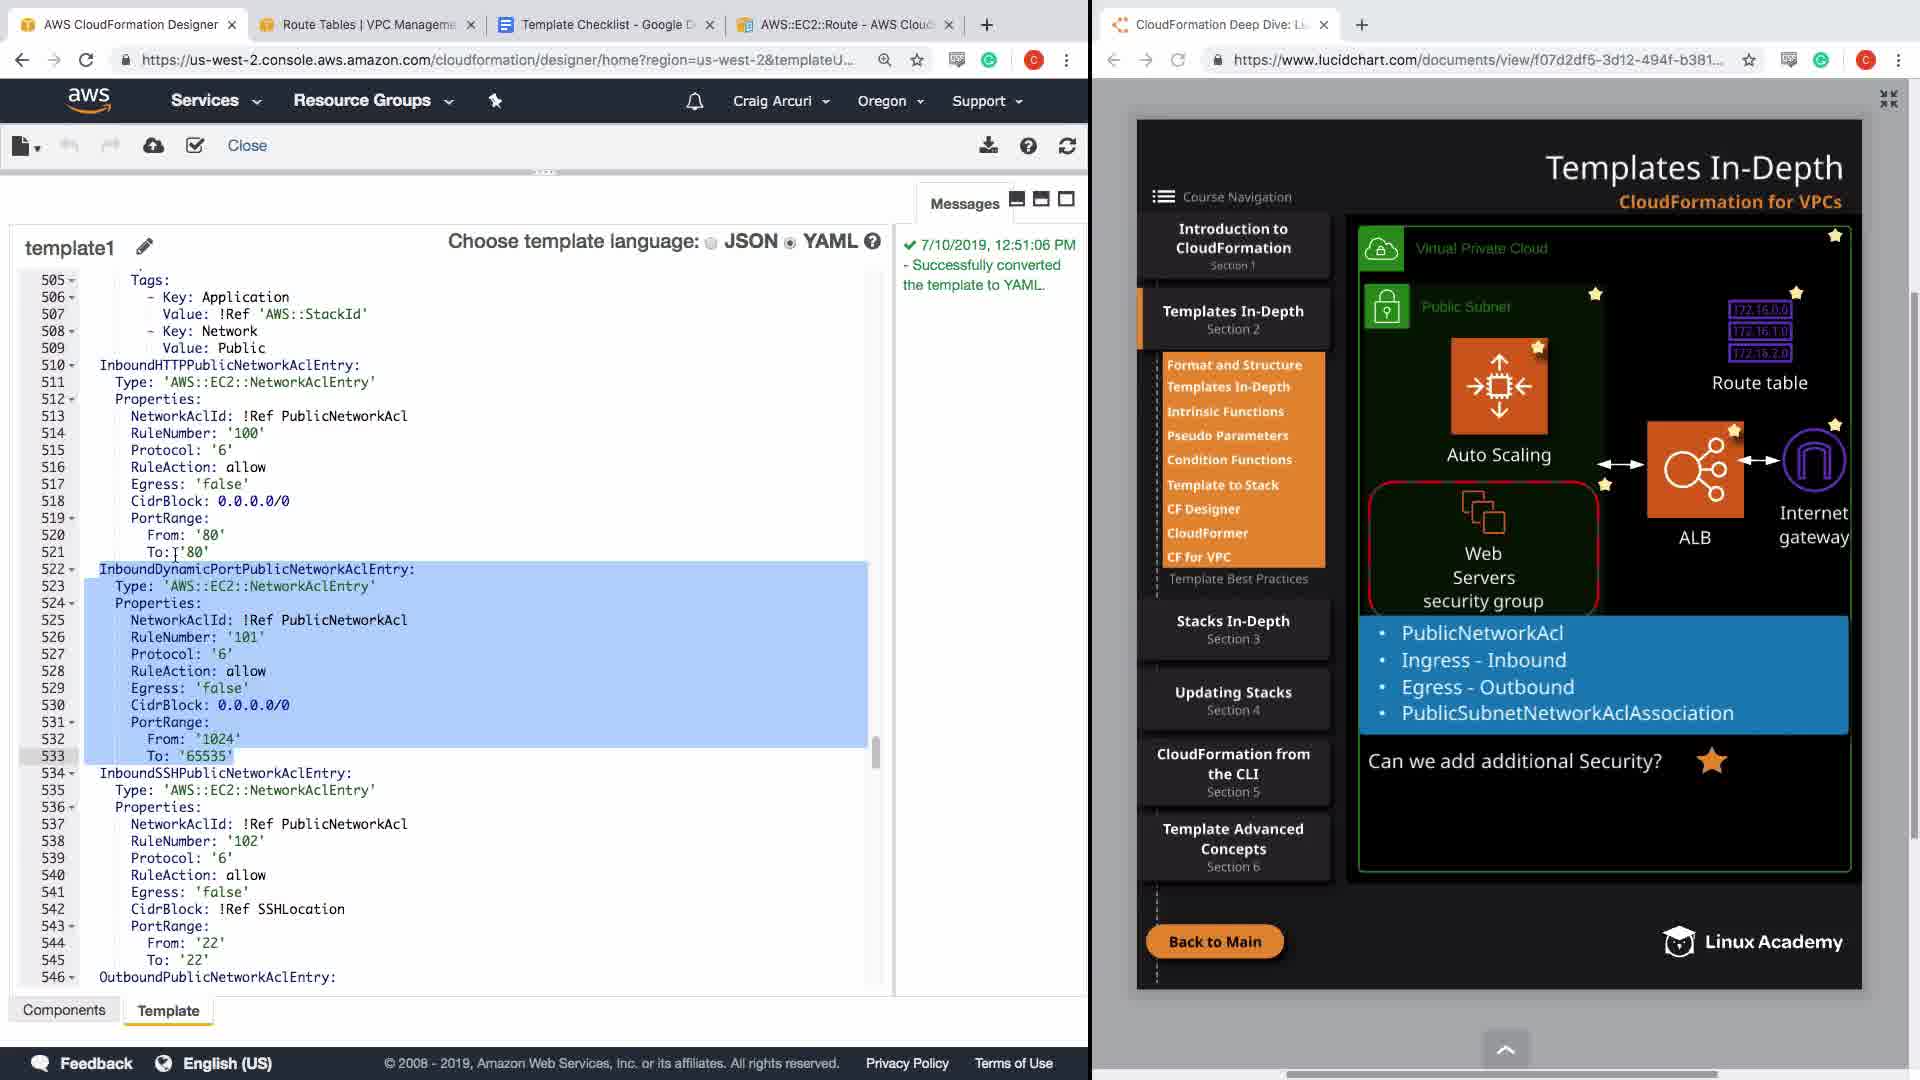 AWS CloudFormation Designer
Route Tables | VPC Manageme
Template Checklist - Google D
AWS::EC2::Route - AWS Cloud
https://us-west-2.console.aws.amazon.com/cloudformation/designer/home?region=us-west-2&templateU...
aws
Services
Resource Groups
Craig Arcuri
Oregon
Support
Close
Messages
template1
Choose template language:
JSON
YAML
7/10/2019, 12:51:06 PM
- Successfully converted
the template to YAML.
505 Tags:
506 - Key: Application
507 Value: !Ref 'AWS::StackId'
508 - Key: Network
509 Value: Public
510 InboundHTTPPublicNetworkAclEntry:
511 Type: 'AWS::EC2::NetworkAclEntry'
512 Properties:
513 NetworkAclId: !Ref PublicNetworkAcl
514 RuleNumber: '100'
515 Protocol: '6'
516 RuleAction: allow
517 Egress: 'false'
518 CidrBlock: 0.0.0.0/0
519 PortRange:
520 From: '80'
521 To: '80'
522 InboundDynamicPortPublicNetworkAclEntry:
523 Type: 'AWS::EC2::NetworkAclEntry'
524 Properties:
525 NetworkAclId: !Ref PublicNetworkAcl
526 RuleNumber: '101'
527 Protocol: '6'
528 RuleAction: allow
529 Egress: 'false'
530 CidrBlock: 0.0.0.0/0
531 PortRange:
532 From: '1024'
533 To: '65535'
534 InboundSSHPublicNetworkAclEntry:
535 Type: 'AWS::EC2::NetworkAclEntry'
536 Properties:
537 NetworkAclId: !Ref PublicNetworkAcl
538 RuleNumber: '102'
539 Protocol: '6'
540 RuleAction: allow
541 Egress: 'false'
542 CidrBlock: !Ref SSHLocation
543 PortRange:
544 From: '22'
545 To: '22'
546 OutboundPublicNetworkAclEntry:
Components
Template
Feedback
English (US)
© 2008 - 2019, Amazon Web Services, Inc. or its affiliates. All rights reserved.
Privacy Policy
Terms of Use
CloudFormation Deep Dive: Lu
https://www.lucidchart.com/documents/view/f07d2df5-3d12-494f-b381...
Templates In-Depth
CloudFormation for VPCs
Course Navigation
Introduction to
CloudFormation
Section 1
Templates In-Depth
Section 2
Format and Structure
Templates In-Depth
Intrinsic Functions
Pseudo Parameters
Condition Functions
Template to Stack
CF Designer
CloudFormer
CF for VPC
Template Best Practices
Stacks In-Depth
Section 3
Updating Stacks
Section 4
CloudFormation from
the CLI
Section 5
Template Advanced
Concepts
Section 6
Back to Main
Virtual Private Cloud
Public Subnet
Auto Scaling
Web
Servers
security group
172.16.0.0
172.16.1.0
172.16.2.0
Route table
ALB
Internet
gateway
• PublicNetworkAcl
• Ingress - Inbound
• Egress - Outbound
• PublicSubnetNetworkAclAssociation
Can we add additional Security?
Linux Academy